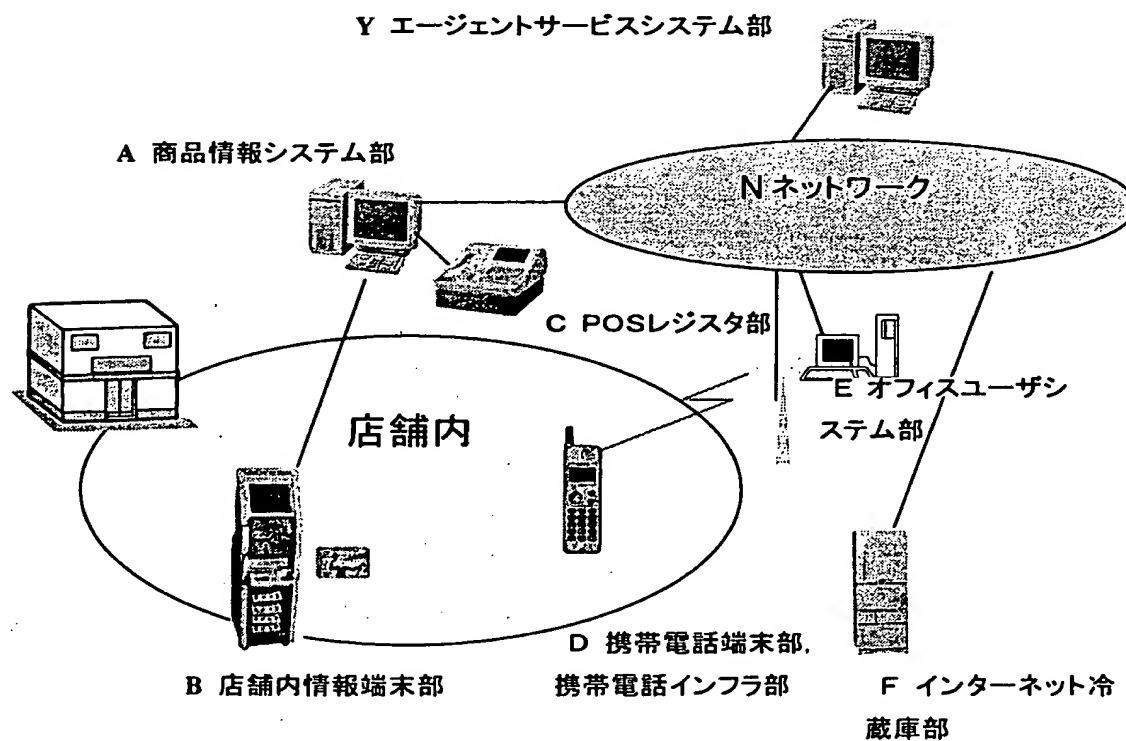 Y エージェントサービスシステム部
A 商品情報システム部
Nネットワーク
C POSレジスタ部
E オフィスユーザシ
ステム部
店舗内
D 携帯電話端末部,
携帯電話インフラ部
B 店舗内情報端末部
F インターネット冷
蔵庫部